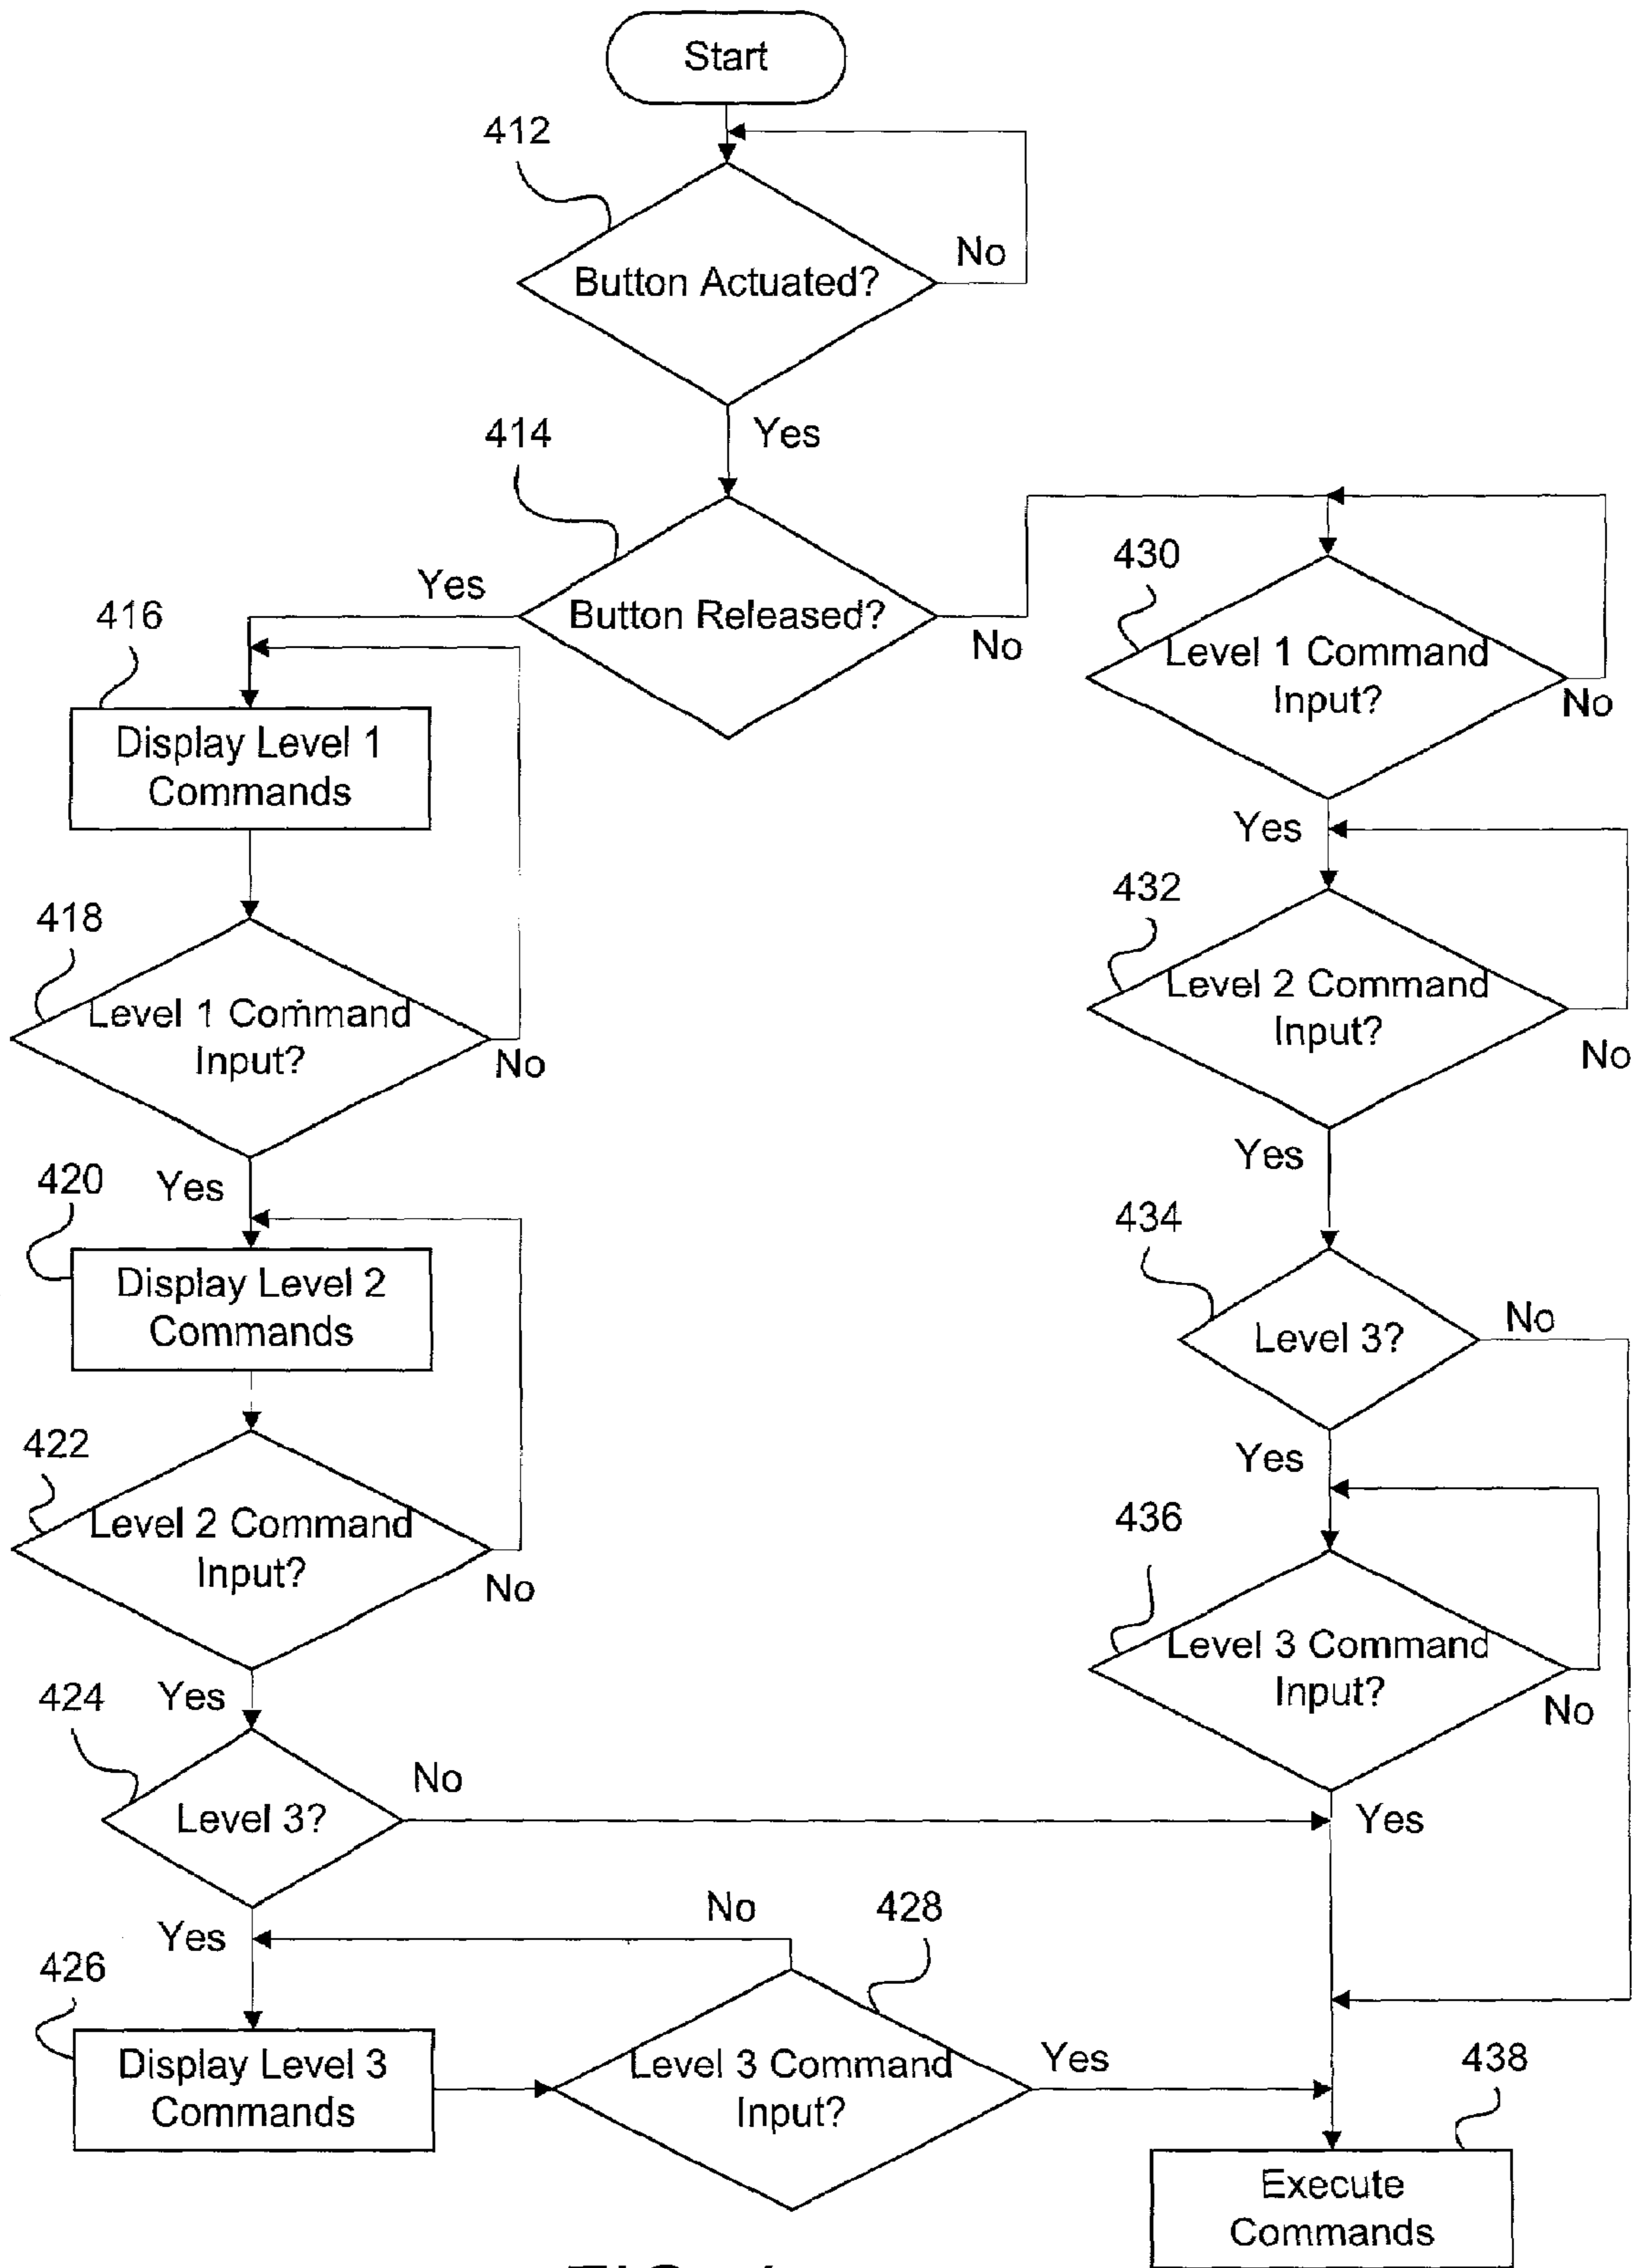 Start
412
Button Actuated?
No
Yes
414
Button Released?
Yes
No
416
Display Level 1
Commands
418
Level 1 Command
Input?
No
Yes
420
Display Level 2
Commands
422
Level 2 Command
Input?
No
Yes
424
Level 3?
No
Yes
426
Display Level 3
Commands
428
Level 3 Command
Input?
No
Yes
430
Level 1 Command
Input?
No
Yes
432
Level 2 Command
Input?
No
Yes
434
Level 3?
No
Yes
436
Level 3 Command
Input?
No
Yes
438
Execute
Commands